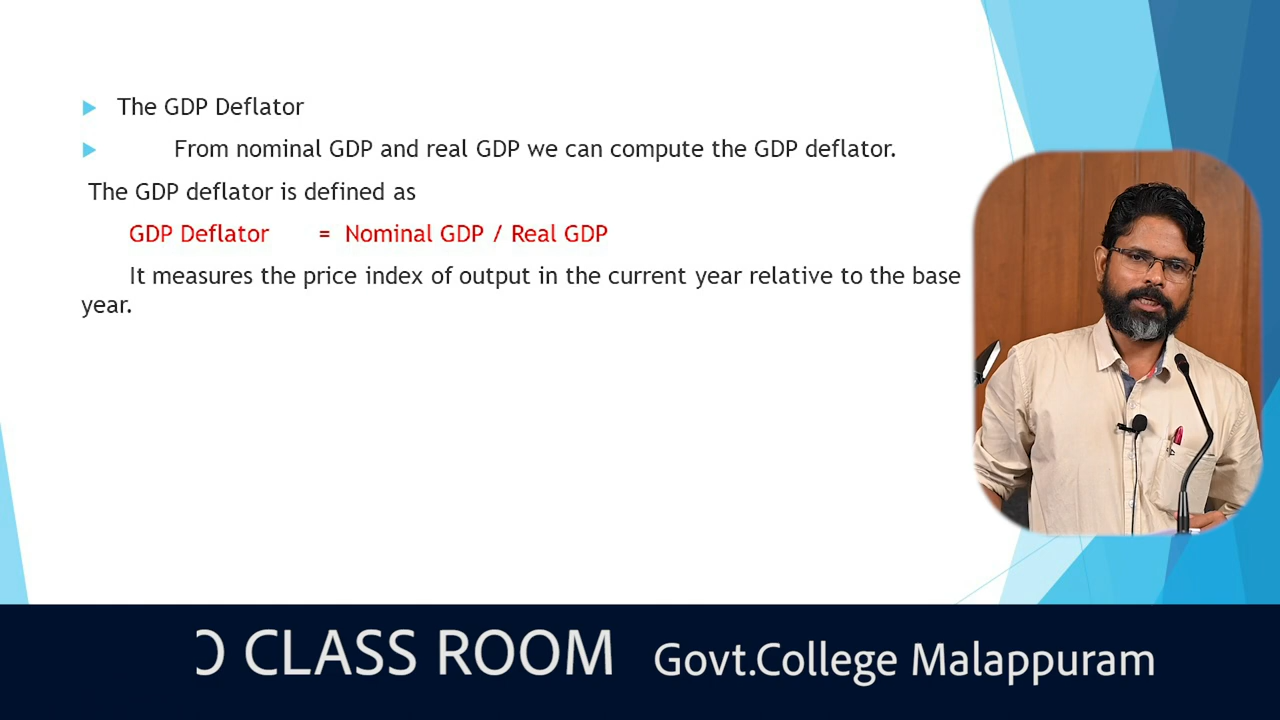 The GDP Deflator
From nominal GDP and real GDP we can compute the GDP deflator.
The GDP deflator is defined as
GDP Deflator = Nominal GDP / Real GDP
It measures the price index of output in the current year relative to the base
year.
CLASS ROOM Govt.College Malappuram